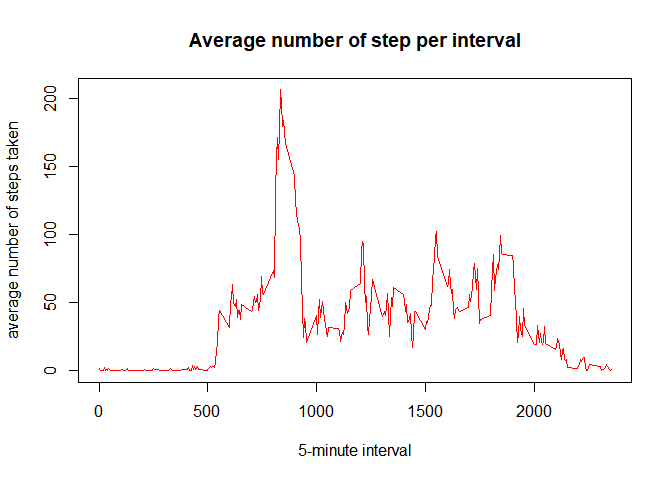 Average number of step per interval
average number of steps taken
200
150
100
50
0
0 500 1000 1500 2000
5-minute interval